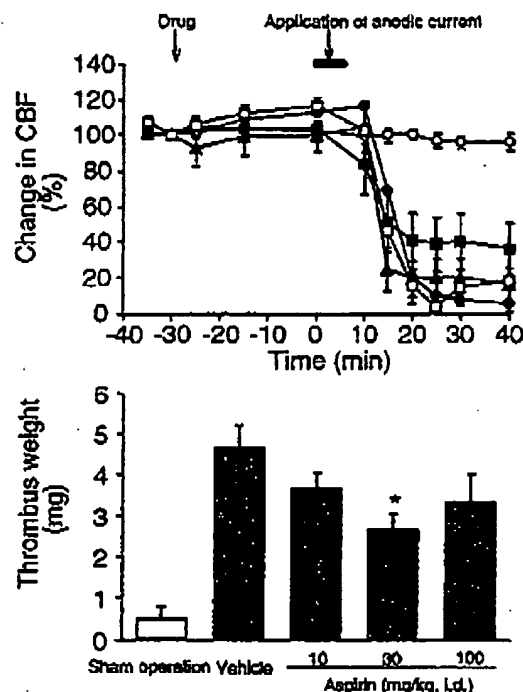 Drug Application of anodic current
140
120
100
80
60
40
20
0
Change in CBF
(%)
-40 -30 -20 -10 0 10 20 30 40
Time (min)
6
5
4
3
2
1
0
Thrombus weight
(mg)
*
Sham operation Vehicle 10 30 100
Aspirin (mg/kg, i.d.)